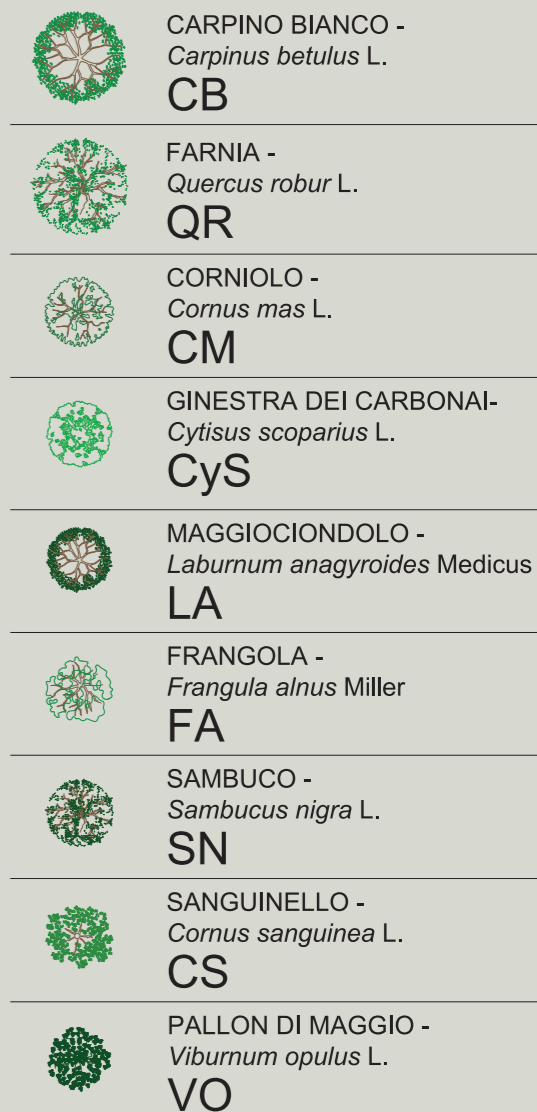 CARPINO BIANCO -
Carpinus betulus L.
CB
FARNIA -
Quercus robur L.
QR
CORNIOLO -
Cornus mas L.
CM
GINESTRA DEI CARBONAI-
Cytisus scoparius L.
CyS
MAGGIOCIONDOLO -
Laburnum anagyroides Medicus
LA
FRANGOLA -
Frangula alnus Miller
FA
SAMBUCO -
Sambucus nigra L.
SN
SANGUINELLO -
Cornus sanguinea L.
CS
PALLON DI MAGGIO -
Viburnum opulus L.
VO